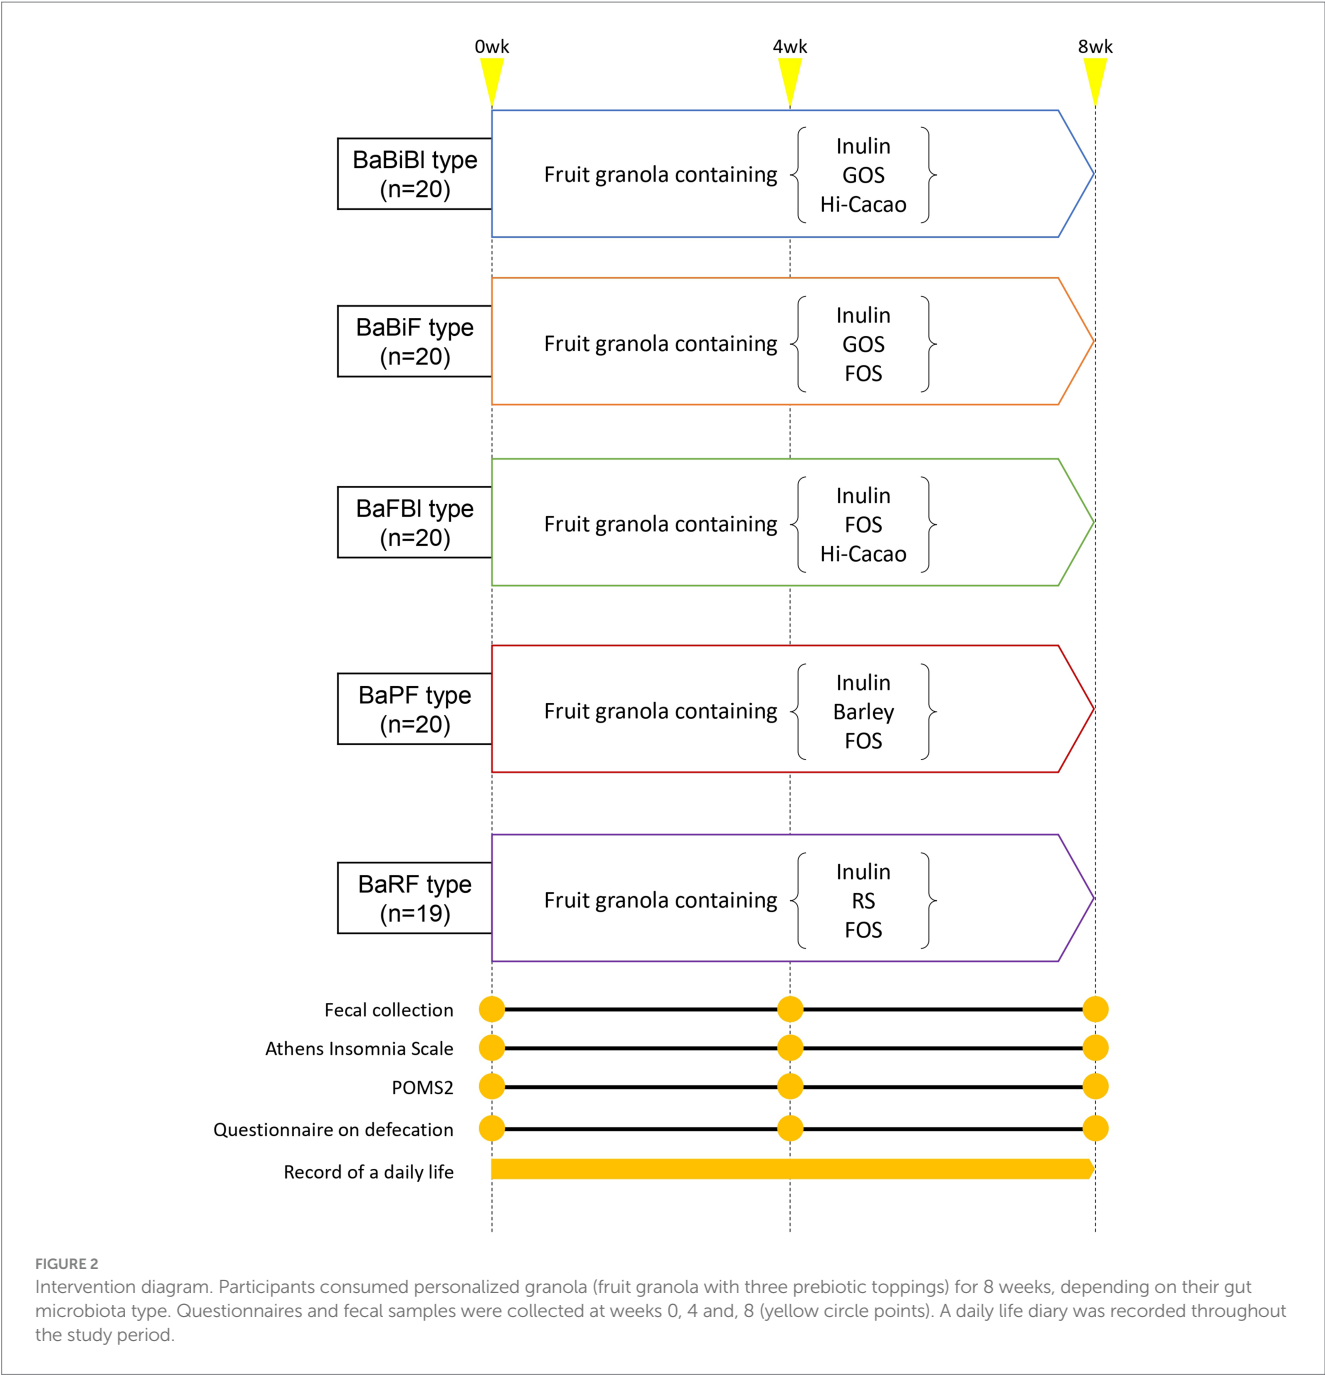 0wk 4wk 8wk
BaBiBl type
(n=20)
Fruit granola containing
Inulin
GOS
Hi-Cacao
BaBiF type
(n=20)
Fruit granola containing
Inulin
GOS
FOS
BaFBl type
(n=20)
Fruit granola containing
Inulin
FOS
Hi-Cacao
BaPF type
(n=20)
Fruit granola containing
Inulin
Barley
FOS
BaRF type
(n=19)
Fruit granola containing
Inulin
RS
FOS
Fecal collection
Athens Insomnia Scale
POMS2
Questionnaire on defecation
Record of a daily life
FIGURE 2
Intervention diagram. Participants consumed personalized granola (fruit granola with three prebiotic toppings) for 8 weeks, depending on their gut
microbiota type. Questionnaires and fecal samples were collected at weeks 0, 4 and, 8 (yellow circle points). A daily life diary was recorded throughout
the study period.